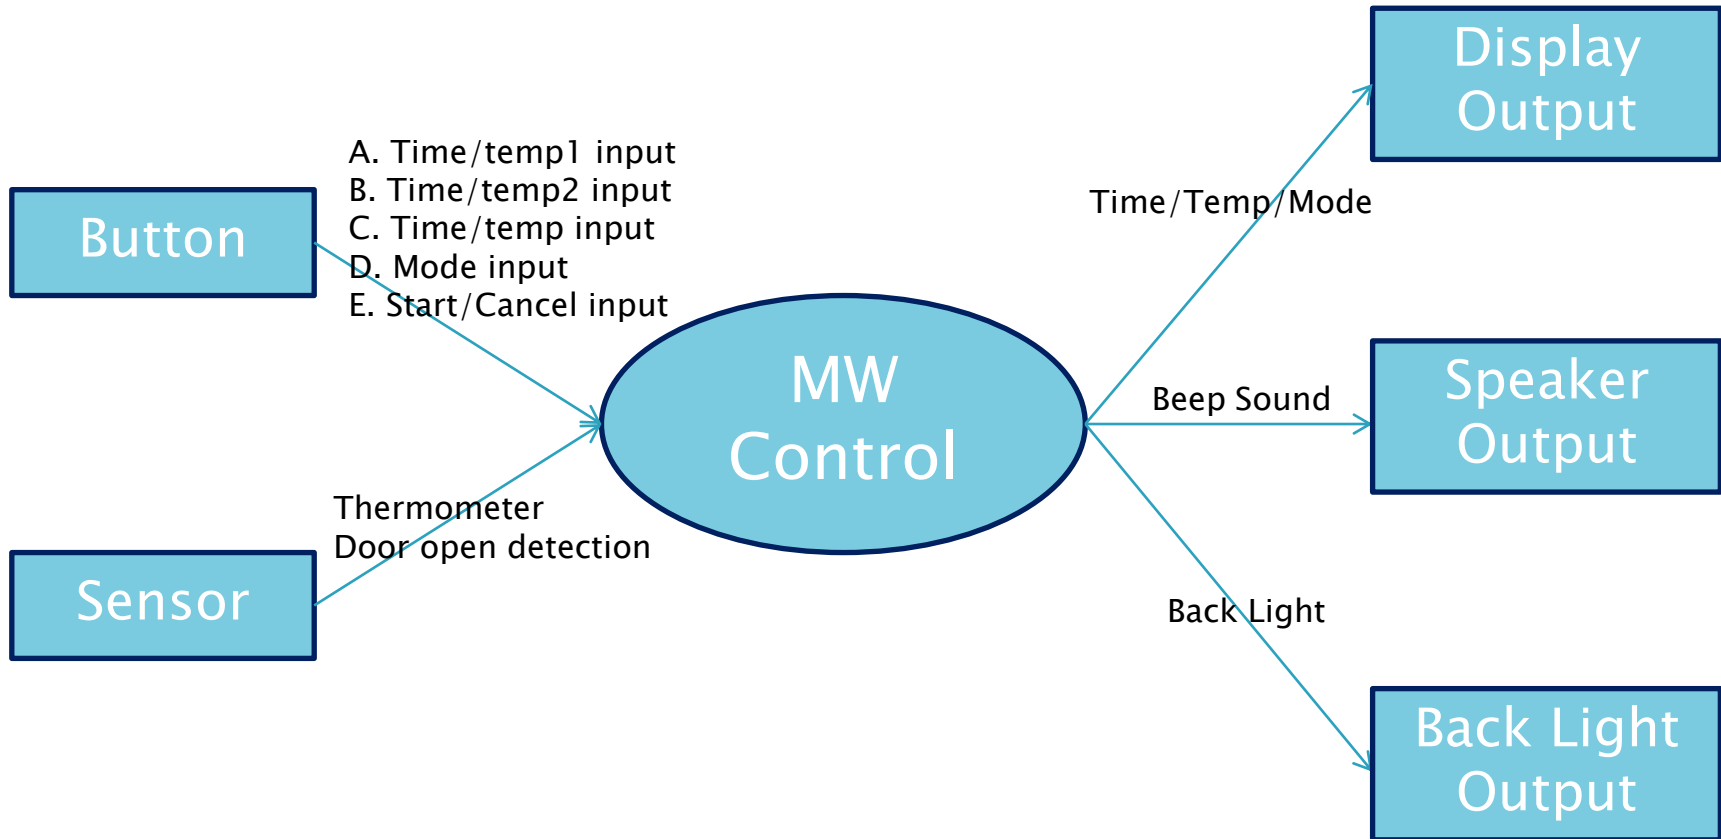 Display
Output
A. Time/temp1 input
B. Time/temp2 input
C. Time/temp input
D. Mode input
E. Start/Cancel input
Button
Time/Temp/Mode
MW
Control
Beep Sound
Speaker
Output
Thermometer
Door open detection
Sensor
Back Light
Back Light
Output